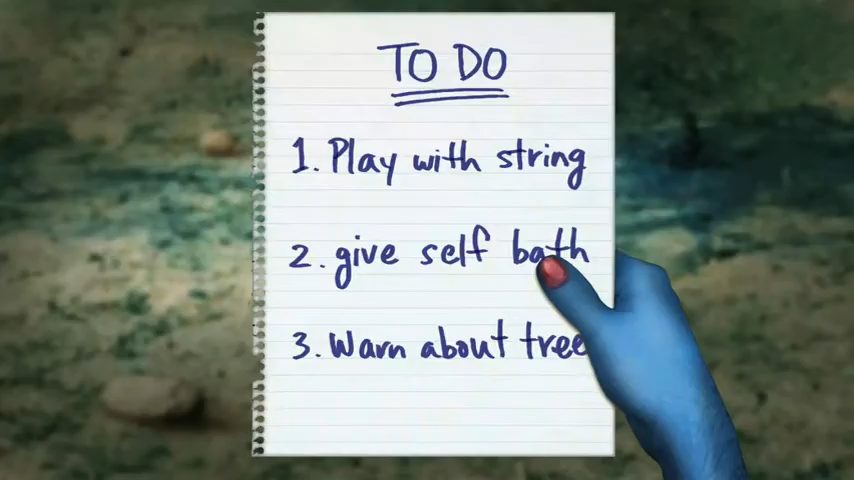 TO DO
1. Play with string
2. give self bath
3. Warn about tree